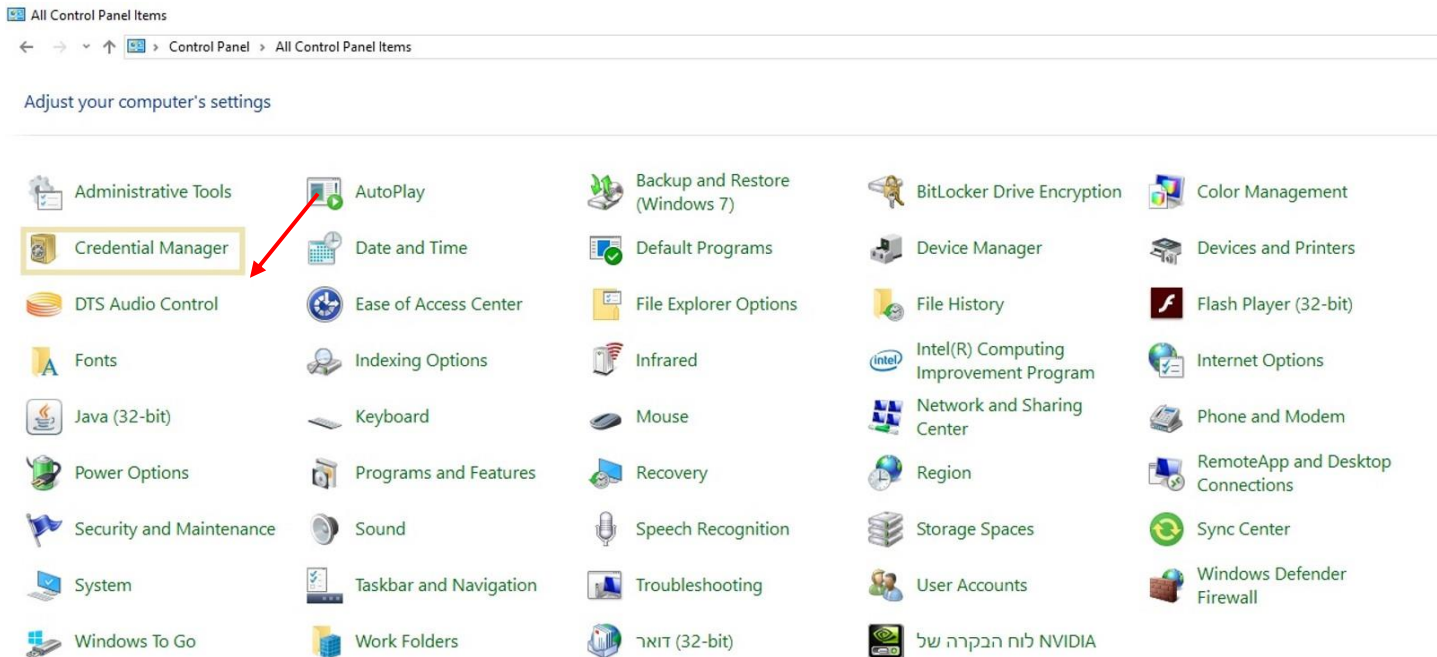 All Control Panel Items
Control Panel > All Control Panel Items
Adjust your computer's settings
Administrative Tools
AutoPlay
Backup and Restore
(Windows 7)
BitLocker Drive Encryption
Color Management
Credential Manager
Date and Time
Default Programs
Device Manager
Devices and Printers
DTS Audio Control
Ease of Access Center
File Explorer Options
File History
Flash Player (32-bit)
Fonts
Indexing Options
Infrared
intel
Intel(R) Computing
Improvement Program
Internet Options
Java (32-bit)
Keyboard
Mouse
Network and Sharing
Center
Phone and Modem
Power Options
Programs and Features
Recovery
Region
RemoteApp and Desktop
Connections
Security and Maintenance
Sound
Speech Recognition
Storage Spaces
Sync Center
System
Taskbar and Navigation
Troubleshooting
User Accounts
Windows Defender
Firewall
Windows To Go
Work Folders
דואר (32-bit)
לוח הבקרה של NVIDIA